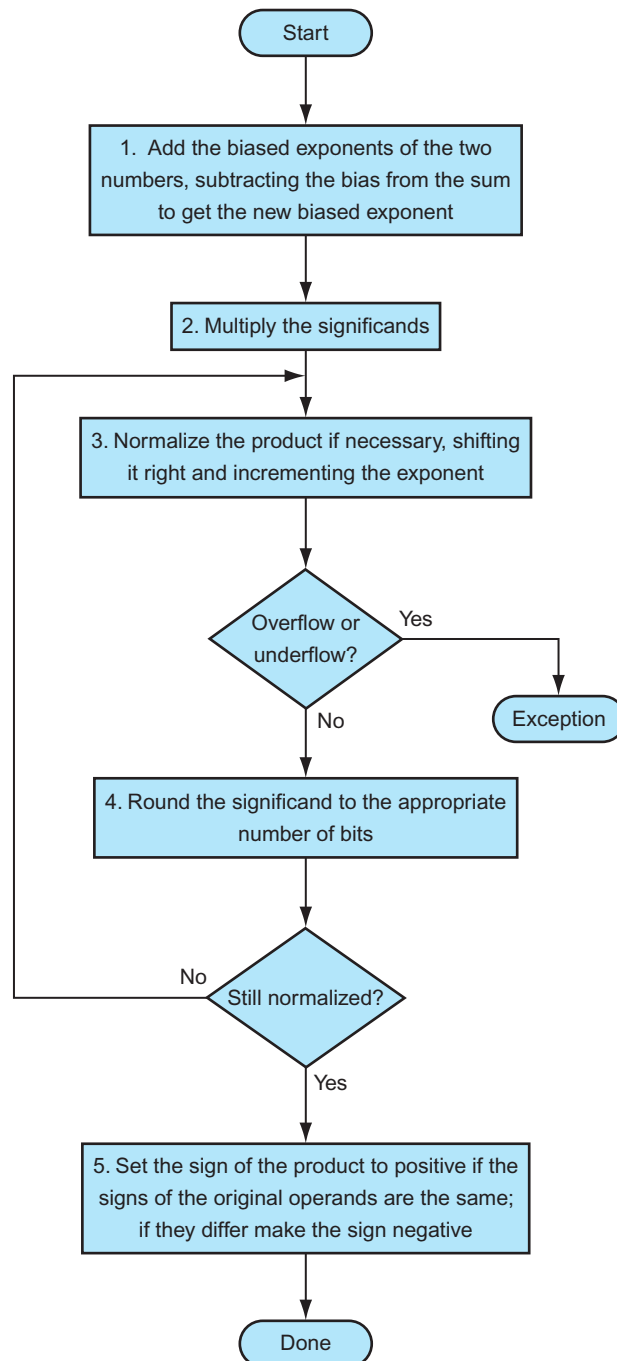 Start
1. Add the biased exponents of the two
numbers, subtracting the bias from the sum
to get the new biased exponent
2. Multiply the significands
3. Normalize the product if necessary, shifting
it right and incrementing the exponent
Overflow or
underflow?
Yes
No
Exception
4. Round the significand to the appropriate
number of bits
No
Still normalized?
Yes
5. Set the sign of the product to positive if the
signs of the original operands are the same;
if they differ make the sign negative
Done